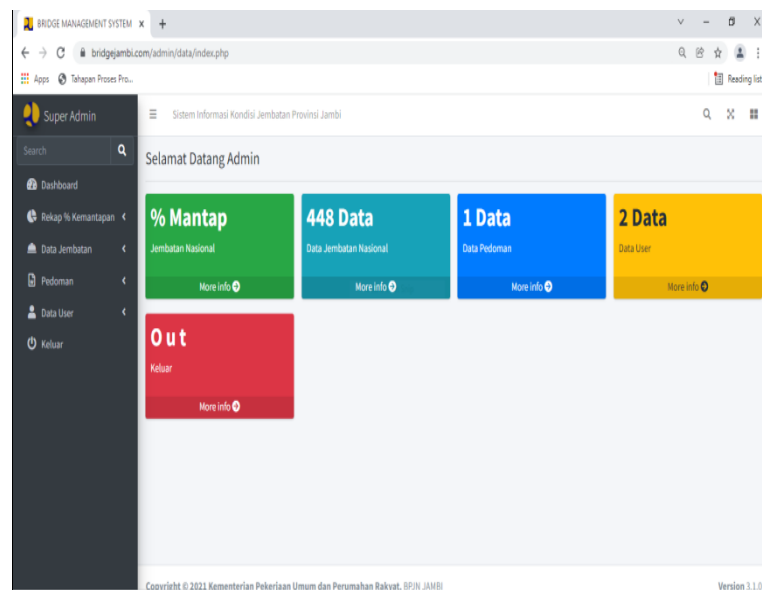 BRIDGE MANAGEMENT SYSTEM
bridgejambi.com/admin/data/index.php
Apps Tahapan Proses Pro...
Reading list
Super Admin
Sistem Informasi Kondisi Jembatan Provinsi Jambi
Search
Selamat Datang Admin
Dashboard
Rekap % Kemantapan
Data Jembatan
Pedoman
Data User
Keluar
% Mantap
Jembatan Nasional
More info
448 Data
Data Jembatan Nasional
More info
1 Data
Data Pedoman
More info
2 Data
Data User
More info
Out
Keluar
More info
Copyright © 2021 Kementerian Pekerjaan Umum dan Perumahan Rakyat. BPJN JAMBI
Version 3.1.0